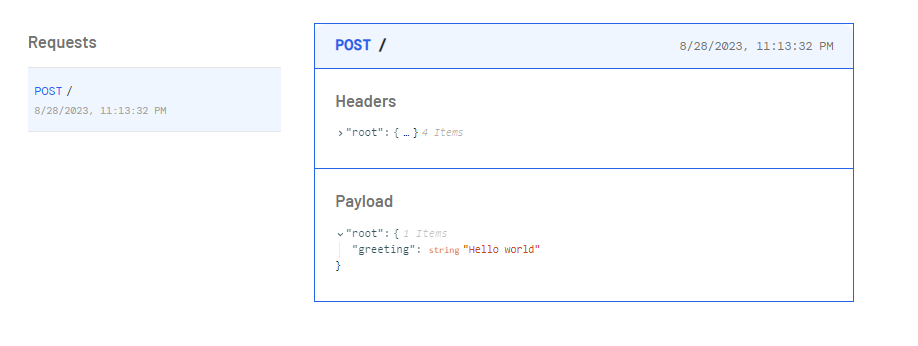 Requests
POST /
8/28/2023, 11:13:32 PM
POST / 8/28/2023, 11:13:32 PM
Headers
"root": { … } 4 Items
Payload
"root": { 1 Items
"greeting": string "Hello world"
}